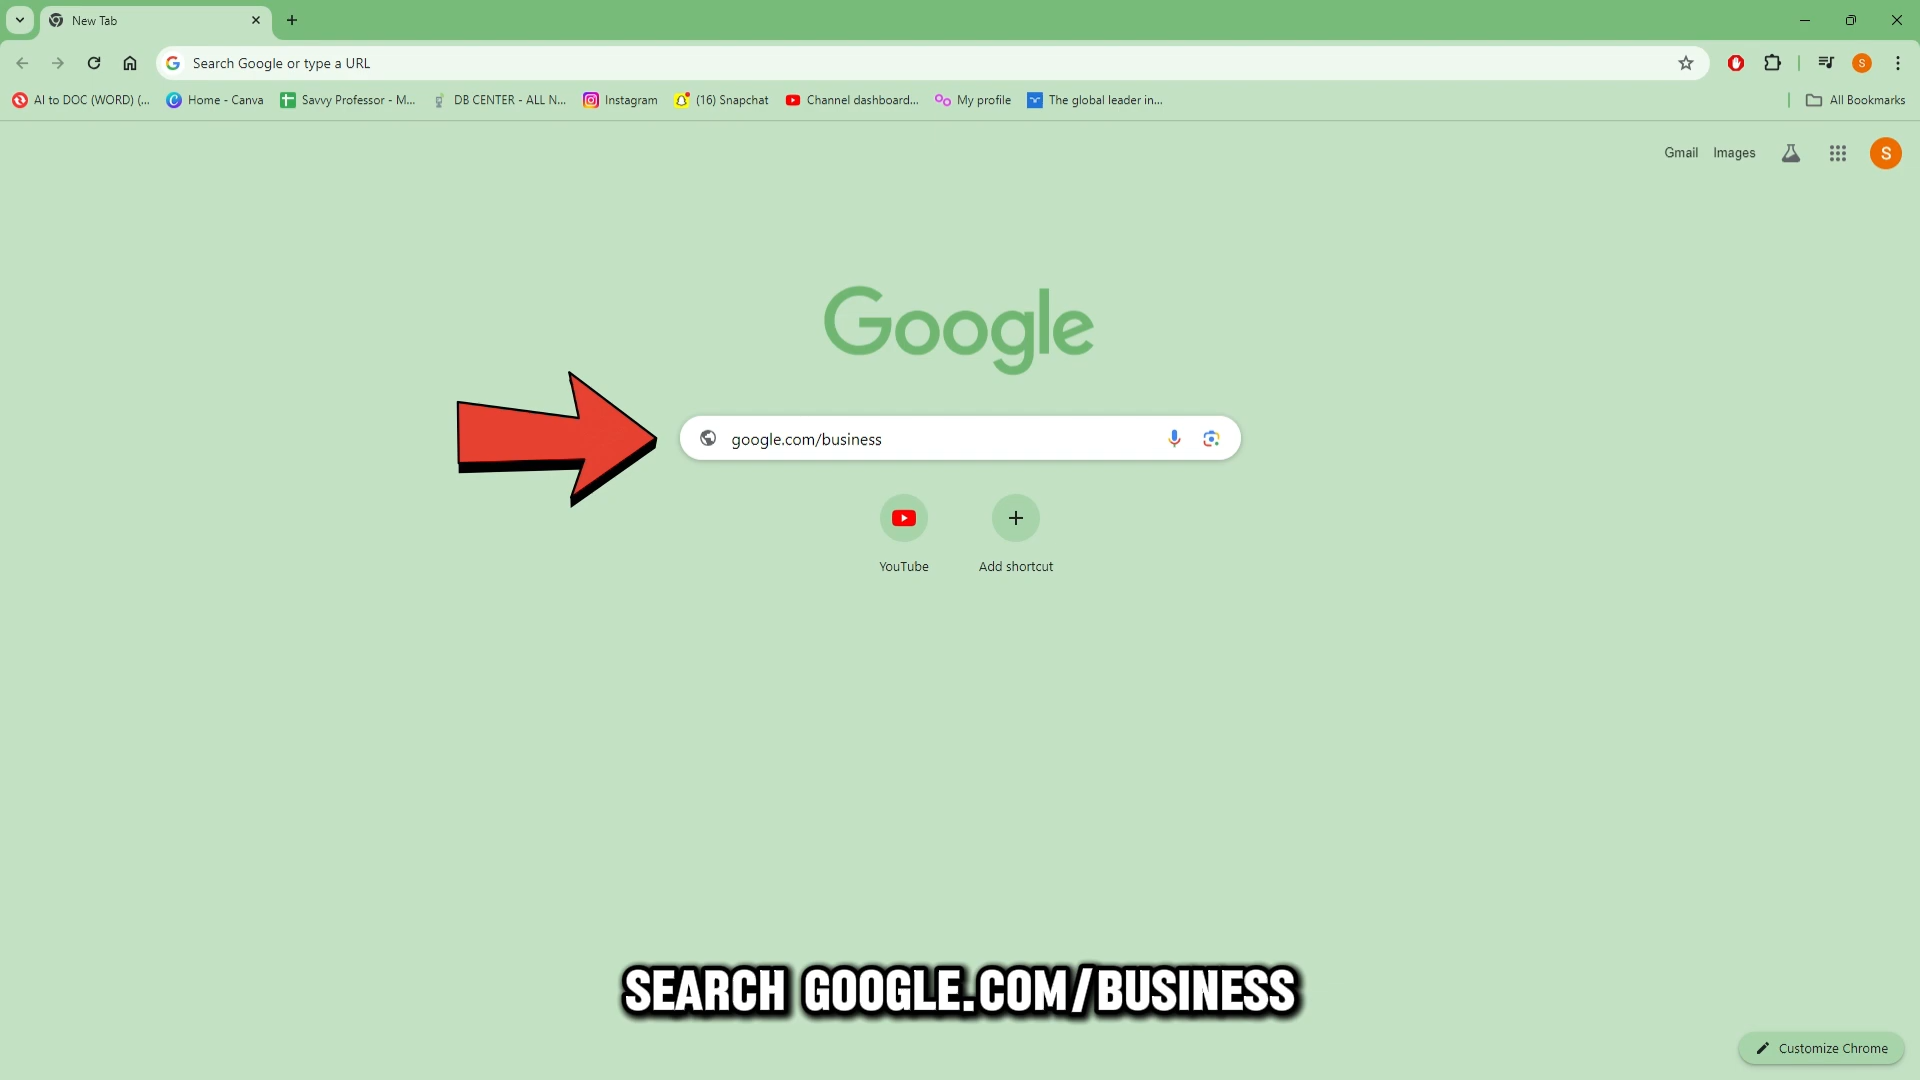 New Tab
Search Google or type a URL
S
AI to DOC (WORD) (... Home - Canva Savvy Professor - M... DB CENTER - ALL N... Instagram (16) Snapchat Channel dashboard... My profile The global leader in... All Bookmarks
Gmail Images S
Google
google.com/business
YouTube Add shortcut
SEARCH GOOGLE.COM/BUSINESS
Customize Chrome